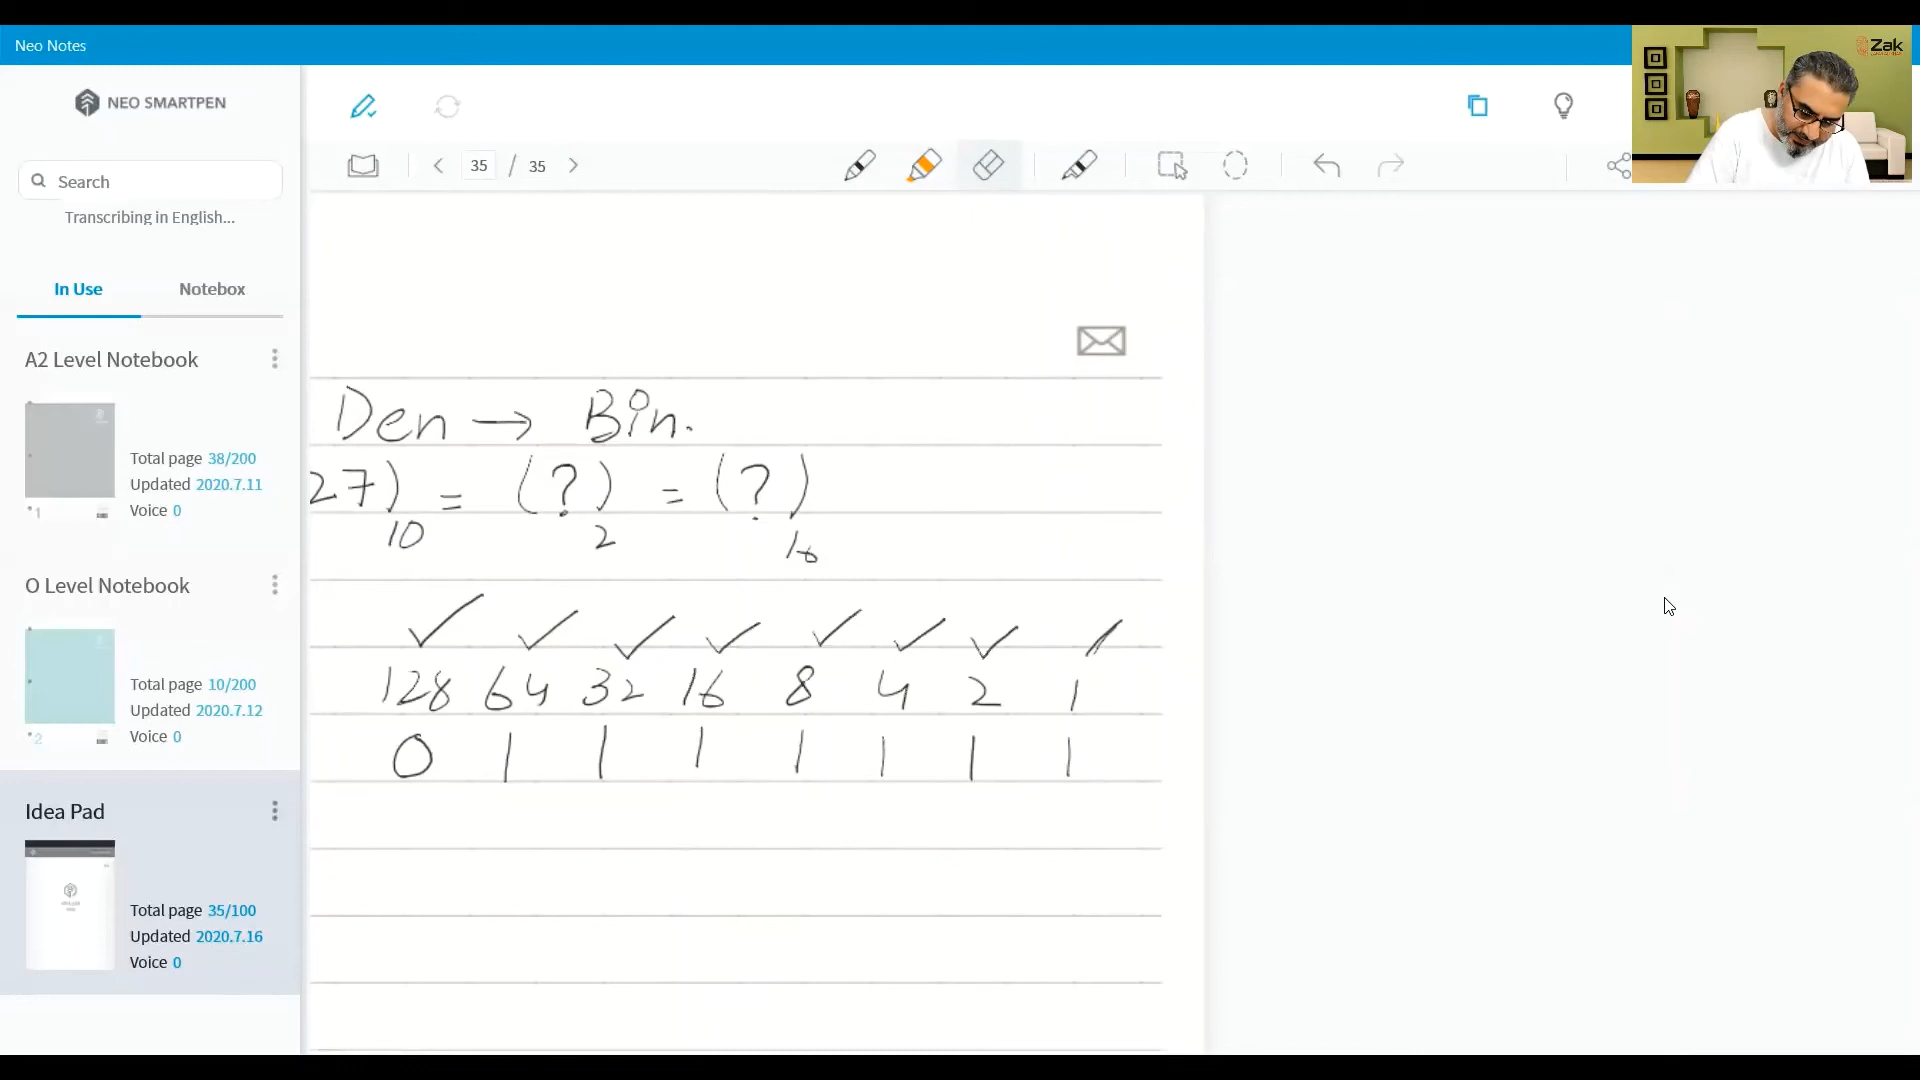 Neo Notes
Zak
NEO SMARTPEN
Search
Transcribing in English...
35 / 35
In Use Notebox
A2 Level Notebook
Total page 38/200
Updated 2020.7.11
Voice 0
1
O Level Notebook
Total page 10/200
Updated 2020.7.12
Voice 0
2
Idea Pad
Total page 35/100
Updated 2020.7.16
Voice 0
Den → Bin.
27)10 = (?)2 = (?)16
✓ ✓ ✓ ✓ ✓ ✓ ✓ ✓
128 64 32 16 8 4 2 1
0 1 1 1 1 1 1 1